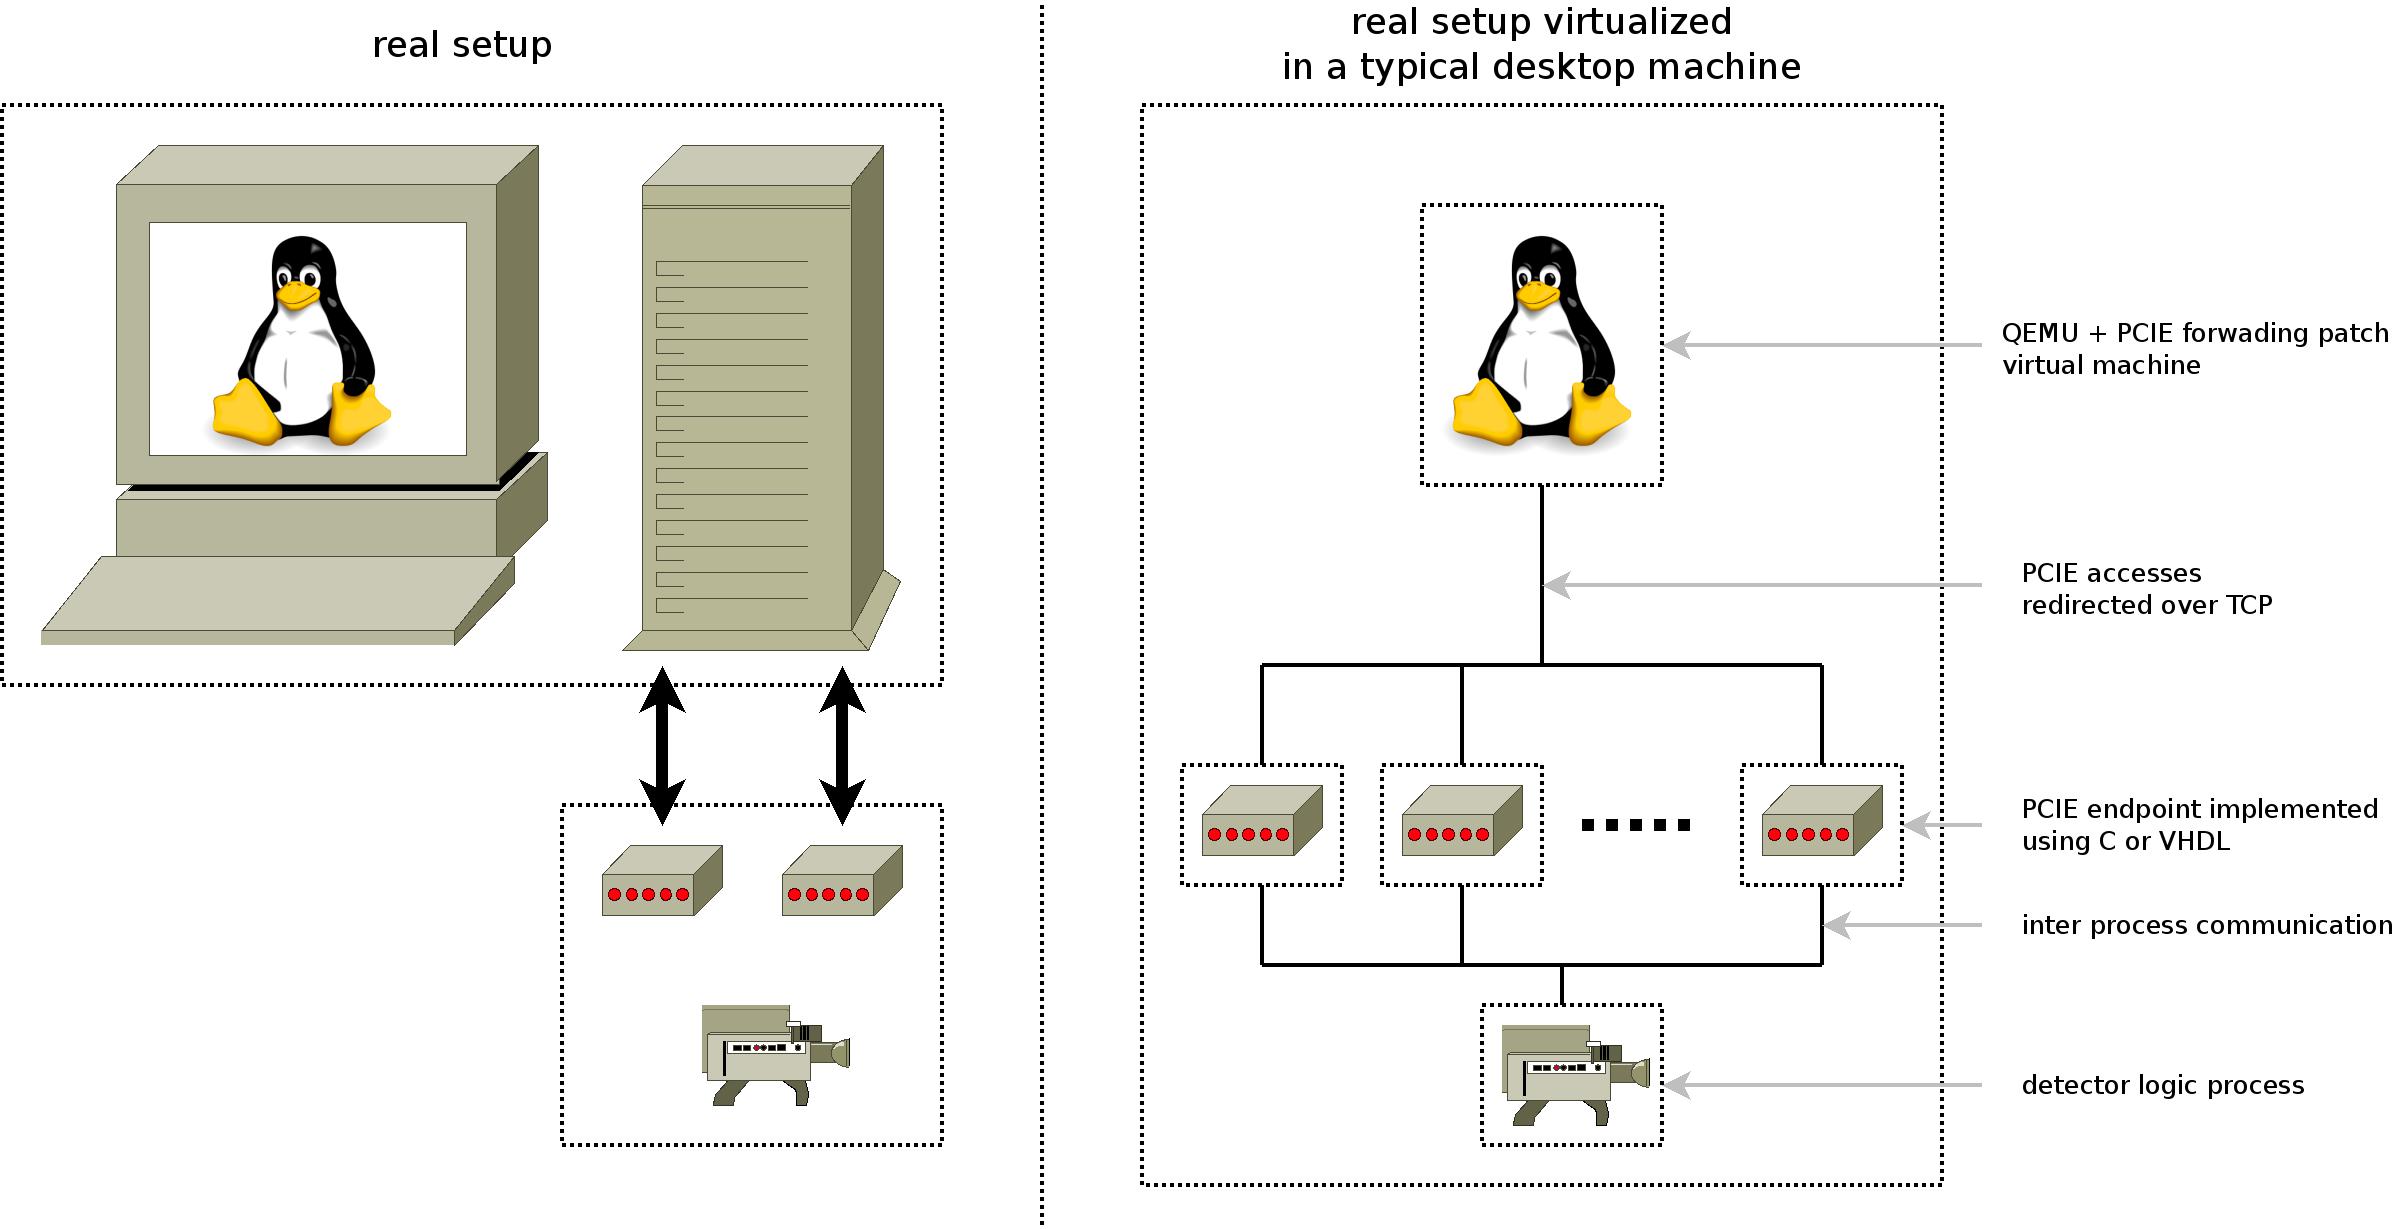 real setup
real setup virtualized
in a typical desktop machine
QEMU + PCIE forwading patch
virtual machine
PCIE accesses
redirected over TCP
PCIE endpoint implemented
using C or VHDL
inter process communication
detector logic process